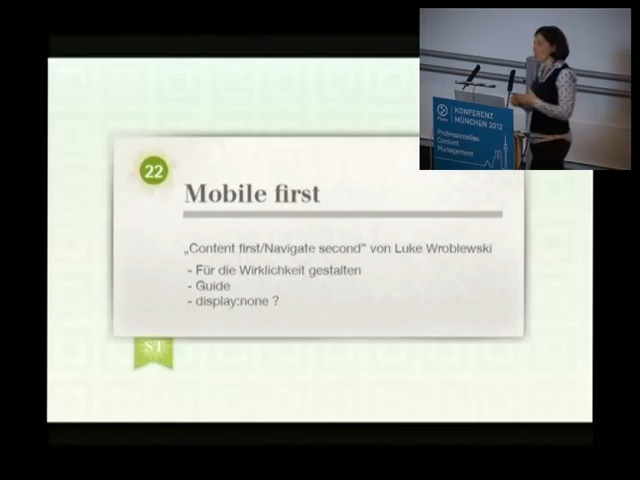 KONFERENZ
MÜNCHEN 2012
Professionelles
Content
Management
22
Mobile first
„Content first/Navigate second" von Luke Wroblewski
- Für die Wirklichkeit gestalten
- Guide
- display:none ?
ST